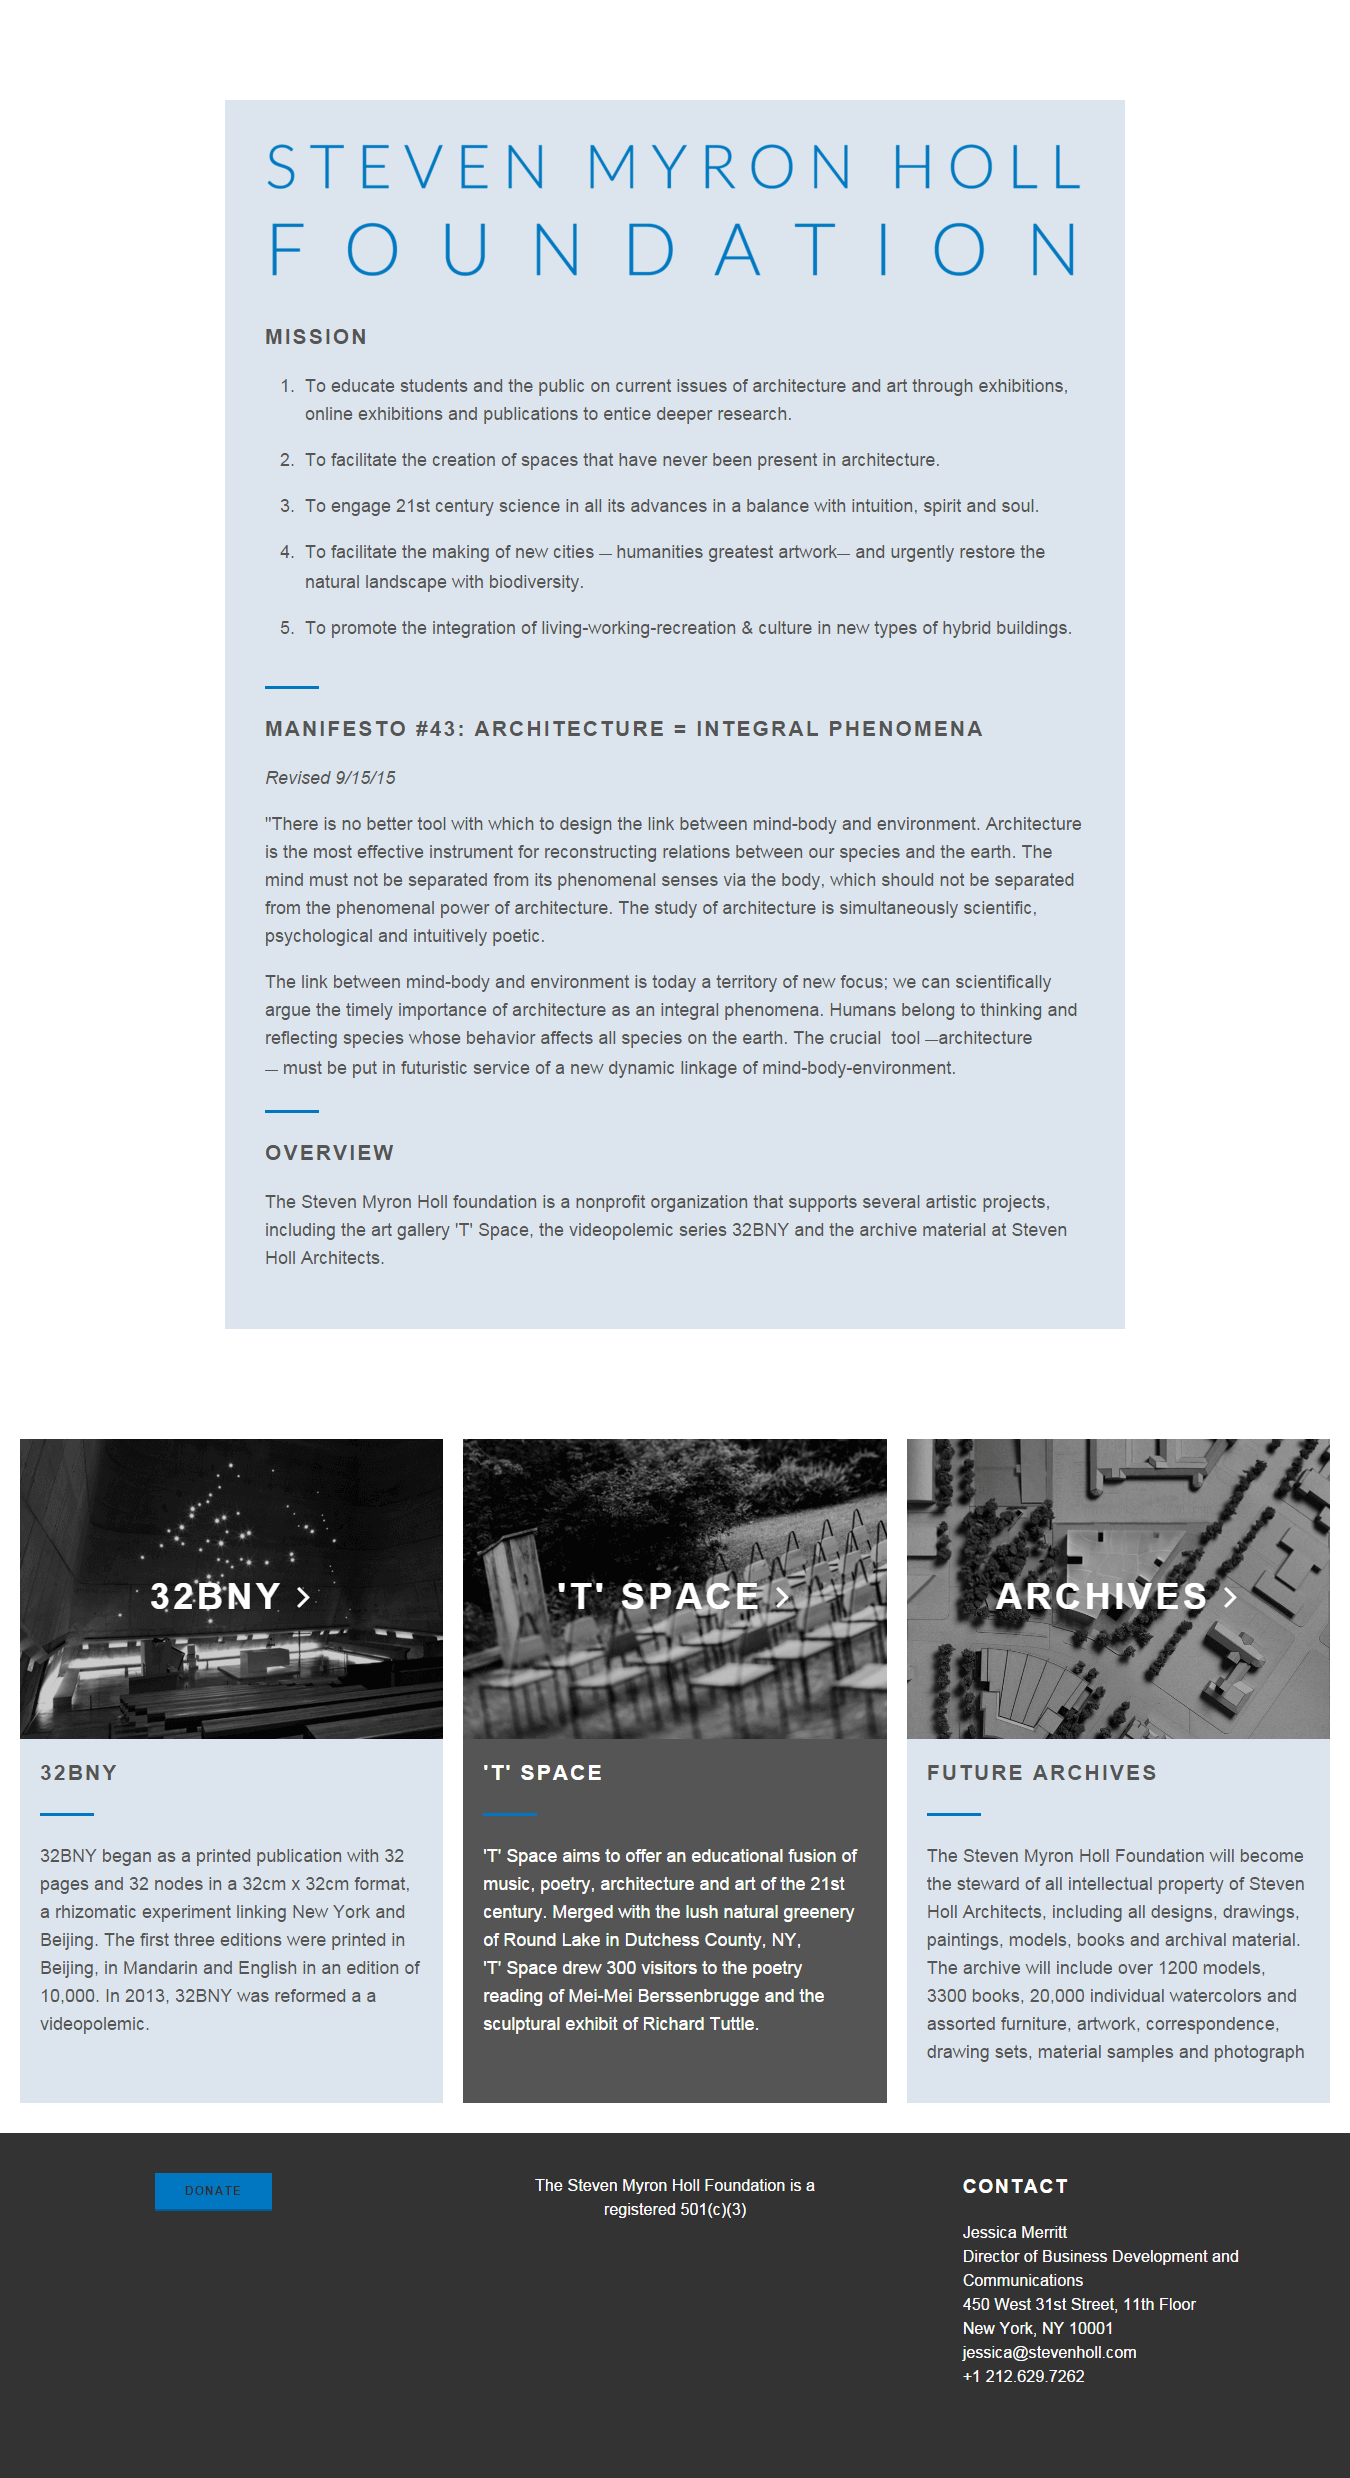 STEVEN MYRON HOLL
FOUNDATION
MISSION
1. To educate students and the public on current issues of architecture and art through exhibitions,
online exhibitions and publications to entice deeper research.
2. To facilitate the creation of spaces that have never been present in architecture.
3. To engage 21st century science in all its advances in a balance with intuition, spirit and soul.
4. To facilitate the making of new cities — humanities greatest artwork— and urgently restore the
natural landscape with biodiversity.
5. To promote the integration of living-working-recreation & culture in new types of hybrid buildings.
MANIFESTO #43: ARCHITECTURE = INTEGRAL PHENOMENA
Revised 9/15/15
"There is no better tool with which to design the link between mind-body and environment. Architecture
is the most effective instrument for reconstructing relations between our species and the earth. The
mind must not be separated from its phenomenal senses via the body, which should not be separated
from the phenomenal power of architecture. The study of architecture is simultaneously scientific,
psychological and intuitively poetic.
The link between mind-body and environment is today a territory of new focus; we can scientifically
argue the timely importance of architecture as an integral phenomena. Humans belong to thinking and
reflecting species whose behavior affects all species on the earth. The crucial  tool —architecture
— must be put in futuristic service of a new dynamic linkage of mind-body-environment.
OVERVIEW
The Steven Myron Holl foundation is a nonprofit organization that supports several artistic projects,
including the art gallery 'T' Space, the videopolemic series 32BNY and the archive material at Steven
Holl Architects.
32BNY >
32BNY
32BNY began as a printed publication with 32
pages and 32 nodes in a 32cm x 32cm format,
a rhizomatic experiment linking New York and
Beijing. The first three editions were printed in
Beijing, in Mandarin and English in an edition of
10,000. In 2013, 32BNY was reformed a a
videopolemic.
'T' SPACE >
'T' SPACE
'T' Space aims to offer an educational fusion of
music, poetry, architecture and art of the 21st
century. Merged with the lush natural greenery
of Round Lake in Dutchess County, NY,
'T' Space drew 300 visitors to the poetry
reading of Mei-Mei Berssenbrugge and the
sculptural exhibit of Richard Tuttle.
ARCHIVES >
FUTURE ARCHIVES
The Steven Myron Holl Foundation will become
the steward of all intellectual property of Steven
Holl Architects, including all designs, drawings,
paintings, models, books and archival material.
The archive will include over 1200 models,
3300 books, 20,000 individual watercolors and
assorted furniture, artwork, correspondence,
drawing sets, material samples and photograph
DONATE
The Steven Myron Holl Foundation is a
registered 501(c)(3)
CONTACT
Jessica Merritt
Director of Business Development and
Communications
450 West 31st Street, 11th Floor
New York, NY 10001
jessica@stevenholl.com
+1 212.629.7262